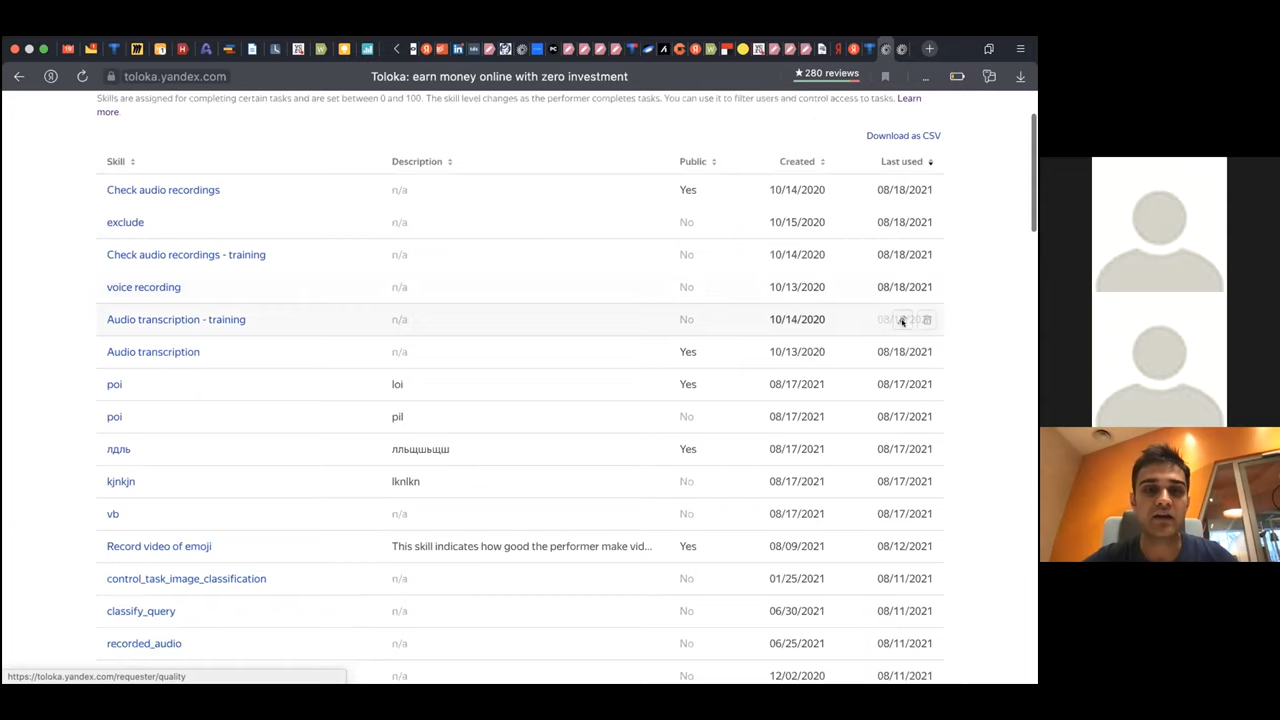 toloka.yandex.com
Toloka: earn money online with zero investment
★ 280 reviews
Skills are assigned for completing certain tasks and are set between 0 and 100. The skill level changes as the performer completes tasks. You can use it to filter users and control access to tasks. Learn
more.
Download as CSV
Skill Description Public Created Last used
Check audio recordings n/a Yes 10/14/2020 08/18/2021
exclude n/a No 10/15/2020 08/18/2021
Check audio recordings - training n/a No 10/14/2020 08/18/2021
voice recording n/a No 10/13/2020 08/18/2021
Audio transcription - training n/a No 10/14/2020
Audio transcription n/a Yes 10/13/2020 08/18/2021
poi loi Yes 08/17/2021 08/17/2021
poi pil No 08/17/2021 08/17/2021
лдль лльщшьщш Yes 08/17/2021 08/17/2021
kjnkjn lknlkn No 08/17/2021 08/17/2021
vb n/a No 08/17/2021 08/17/2021
Record video of emoji This skill indicates how good the performer make vid... Yes 08/09/2021 08/12/2021
control_task_image_classification n/a No 01/25/2021 08/11/2021
classify_query n/a No 06/30/2021 08/11/2021
recorded_audio n/a No 06/25/2021 08/11/2021
n/a No 12/02/2020 08/11/2021
https://toloka.yandex.com/requester/quality